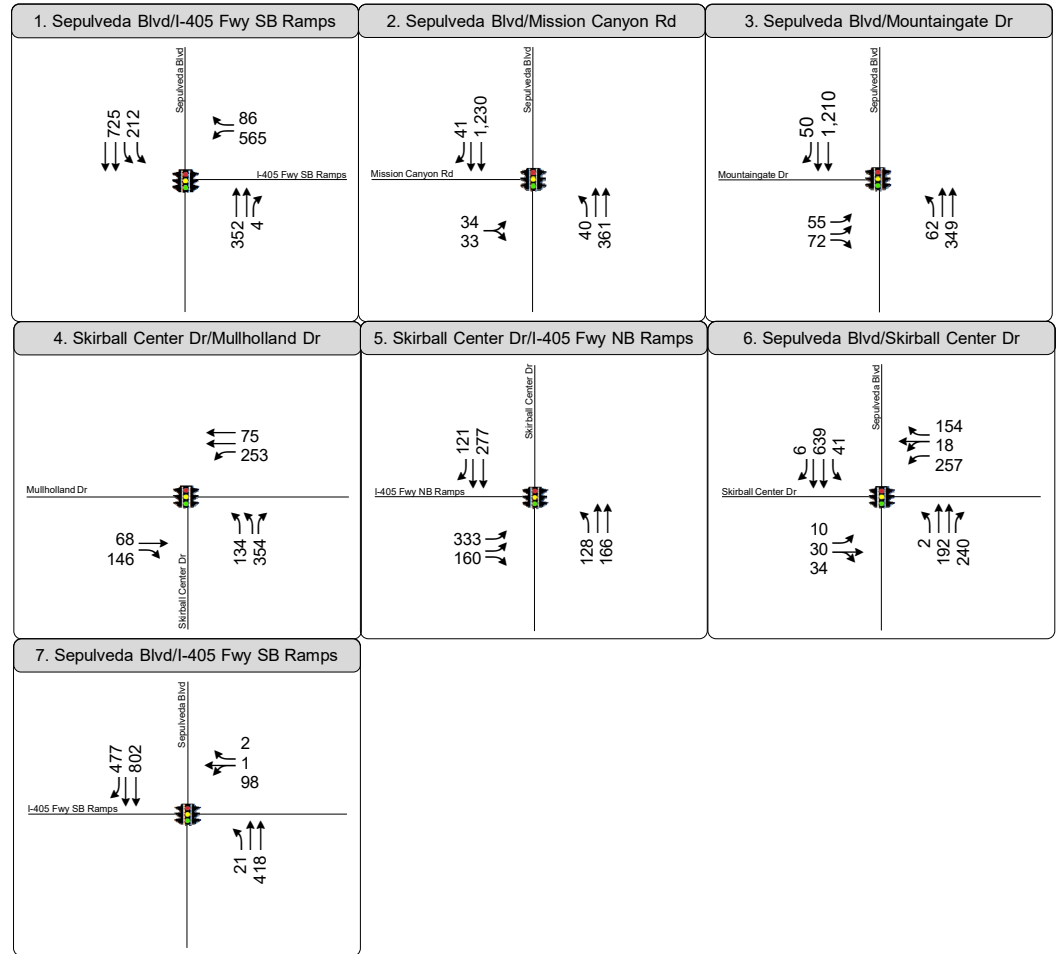 1. Sepulveda Blvd/I-405 Fwy SB Ramps
Sepulveda Blvd
725
212
86
565
I-405 Fwy SB Ramps
352
4
2. Sepulveda Blvd/Mission Canyon Rd
41
1,230
Mission Canyon Rd
34
33
40
361
3. Sepulveda Blvd/Mountaingate Dr
Sepulveda Blvd
50
1,210
Mountaingate Dr
55
72
62
349
4. Skirball Center Dr/Mullholland Dr
75
253
Mullholland Dr
68
146
134
354
Skirball Center Dr
5. Skirball Center Dr/I-405 Fwy NB Ramps
Skirball Center Dr
121
277
I-405 Fwy NB Ramps
333
160
128
166
6. Sepulveda Blvd/Skirball Center Dr
Sepulveda Blvd
6
639
41
154
18
257
Skirball Center Dr
10
30
34
2
192
240
7. Sepulveda Blvd/I-405 Fwy SB Ramps
Sepulveda Blvd
477
802
2
1
98
I-405 Fwy SB Ramps
21
418